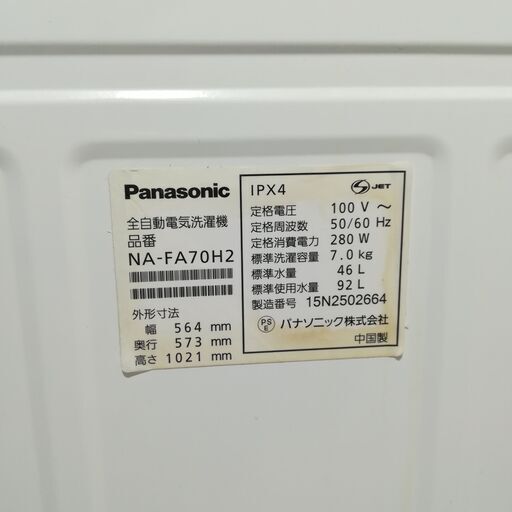 Panasonic
全自動電気洗濯機
品番
NA-FA70H2
外形寸法
幅 564 mm
奥行 573 mm
高さ 1021 mm
IPX4
S JET
定格電圧 100 V ～
定格周波数 50/60 Hz
定格消費電力 280 W
標準洗濯容量 7.0 kg
標準水量 46 L
標準使用水量 92 L
製造番号 15N2502664
PSE パナソニック株式会社
中国製